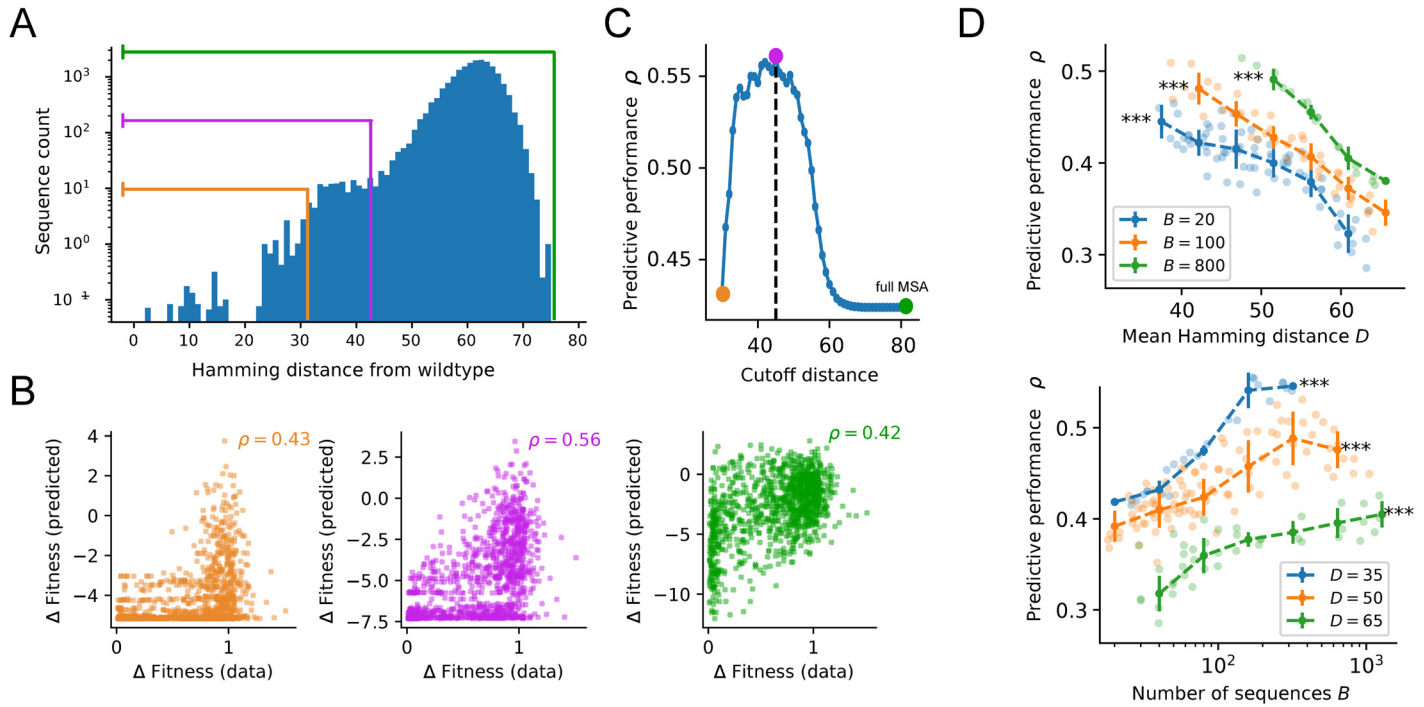 A
Sequence count
10³
10²
10¹
10⁰
10⁻¹
0 10 20 30 40 50 60 70 80
Hamming distance from wildtype
B
Δ Fitness (predicted)
4
2
0
−2
−4
ρ = 0.43
0 1
Δ Fitness (data)
Δ Fitness (predicted)
2.5
0.0
−2.5
−5.0
−7.5
ρ = 0.56
0 1
Δ Fitness (data)
Δ Fitness (predicted)
0
−5
−10
ρ = 0.42
0 1
Δ Fitness (data)
C
Predictive performance ρ
0.55
0.50
0.45
full MSA
40 60 80
Cutoff distance
D
Predictive performance ρ
0.5
0.4
0.3
***
***
***
B = 20
B = 100
B = 800
40 50 60
Mean Hamming distance D
Predictive performance ρ
0.5
0.4
0.3
***
***
***
D = 35
D = 50
D = 65
10² 10³
Number of sequences B